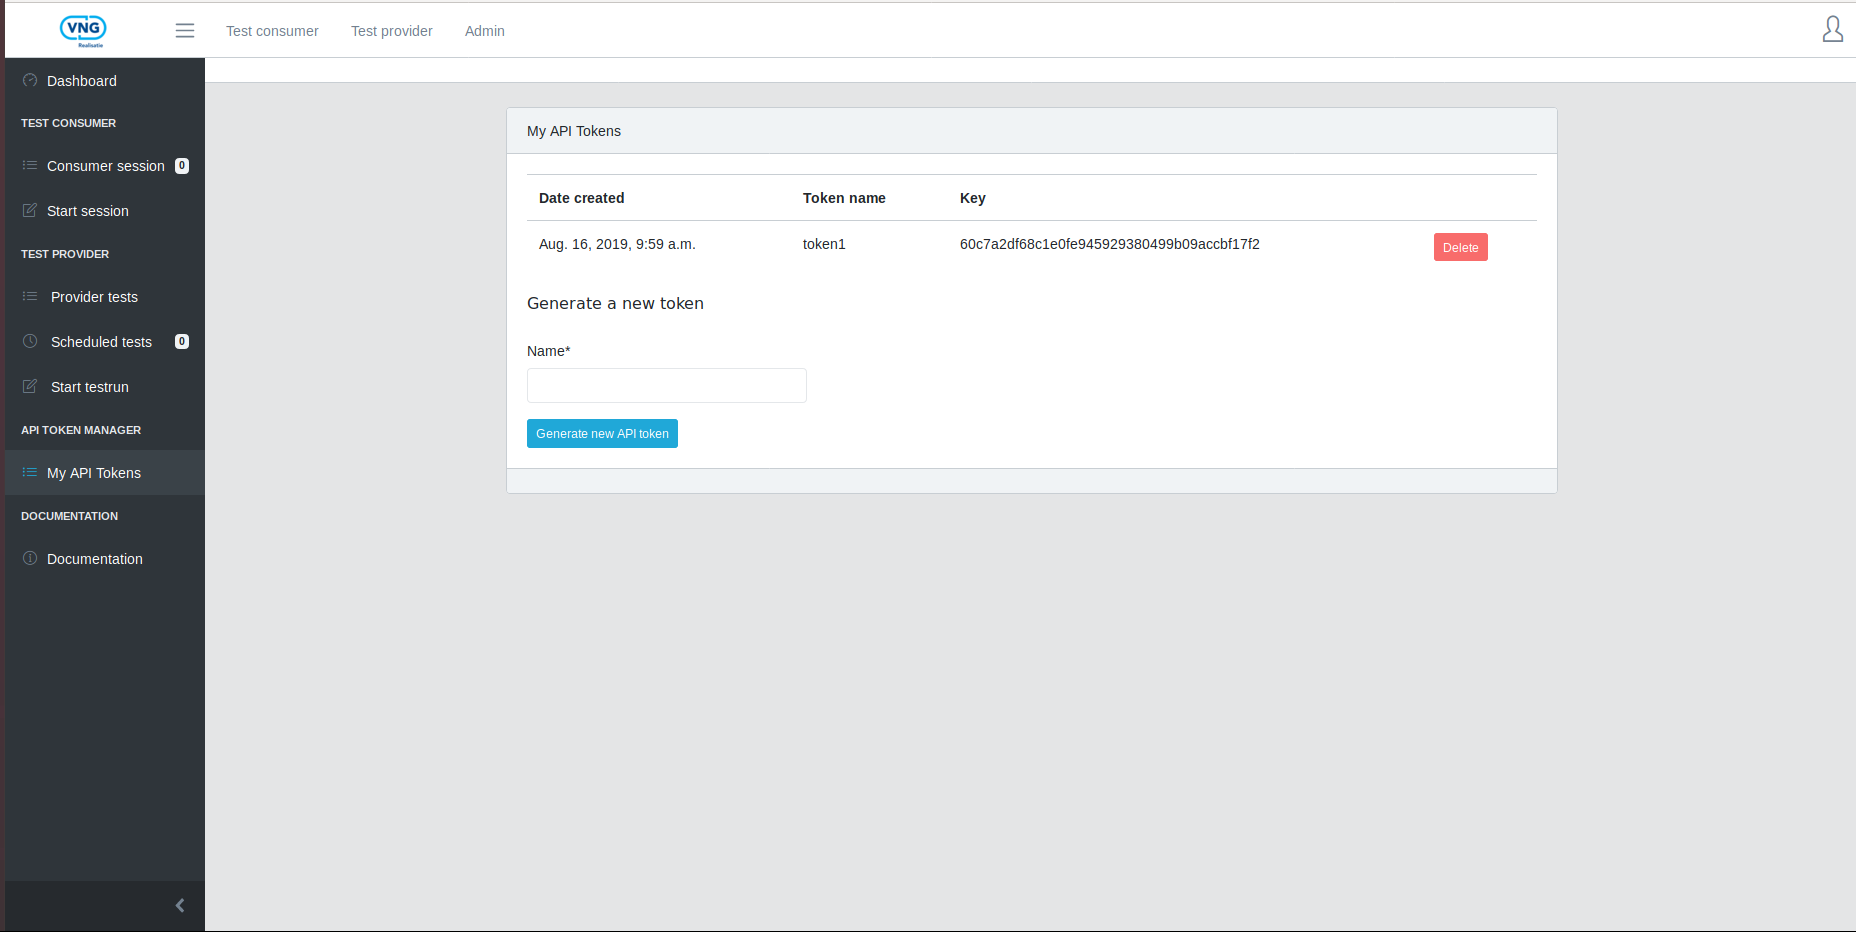 VNG
Realisatie
Test consumer
Test provider
Admin
Dashboard
TEST CONSUMER
Consumer session 0
Start session
TEST PROVIDER
Provider tests
Scheduled tests 0
Start testrun
API TOKEN MANAGER
My API Tokens
DOCUMENTATION
Documentation
My API Tokens
Date created Token name Key
Aug. 16, 2019, 9:59 a.m. token1 60c7a2df68c1e0fe945929380499b09accbf17f2 Delete
Generate a new token
Name*
Generate new API token